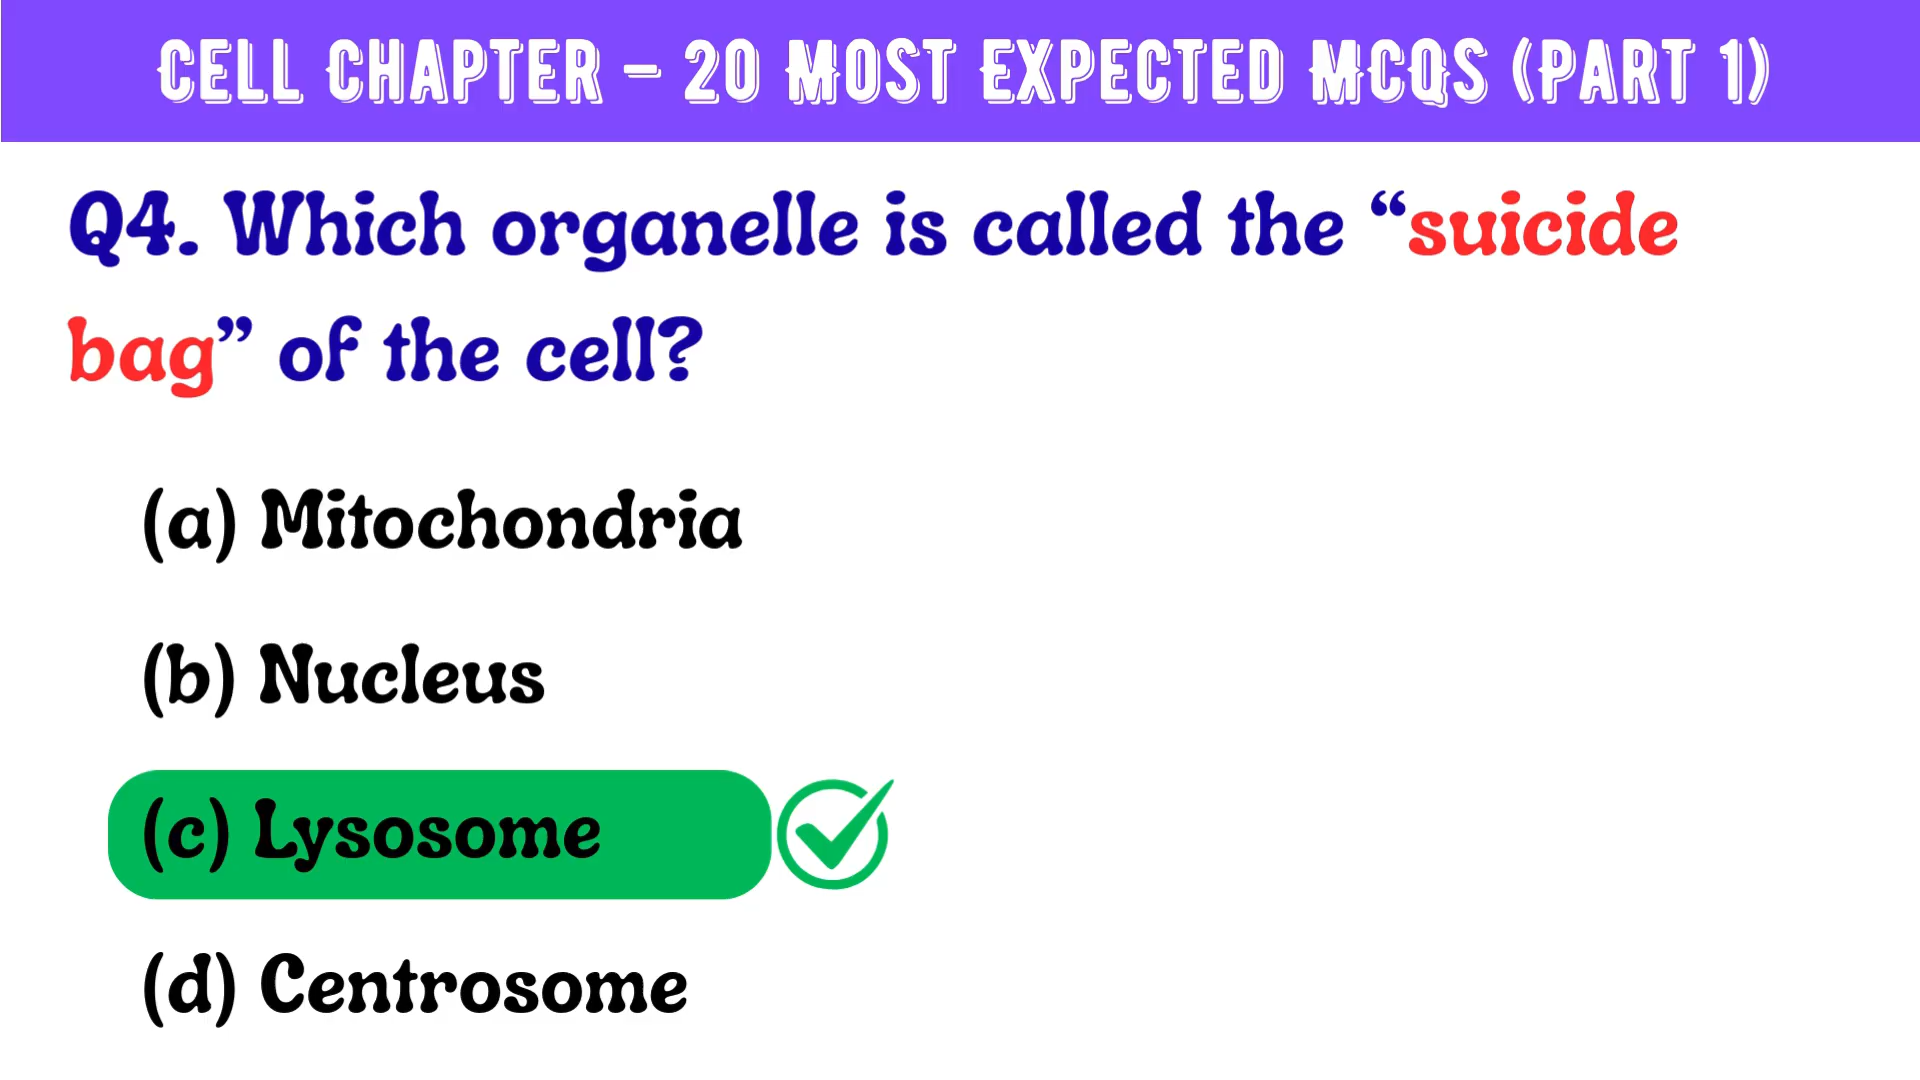 Cell Chapter – 20 Most Expected MCQs (Part 1)
Q4. Which organelle is called the “suicide
bag” of the cell?
(a) Mitochondria
(b) Nucleus
(c) Lysosome
(d) Centrosome